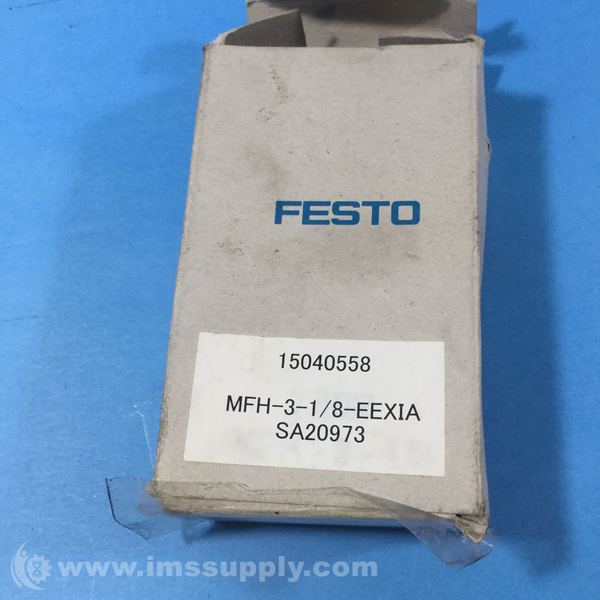 FESTO
15040558
MFH-3-1/8-EEXIA
SA20973
www.imssupply.com